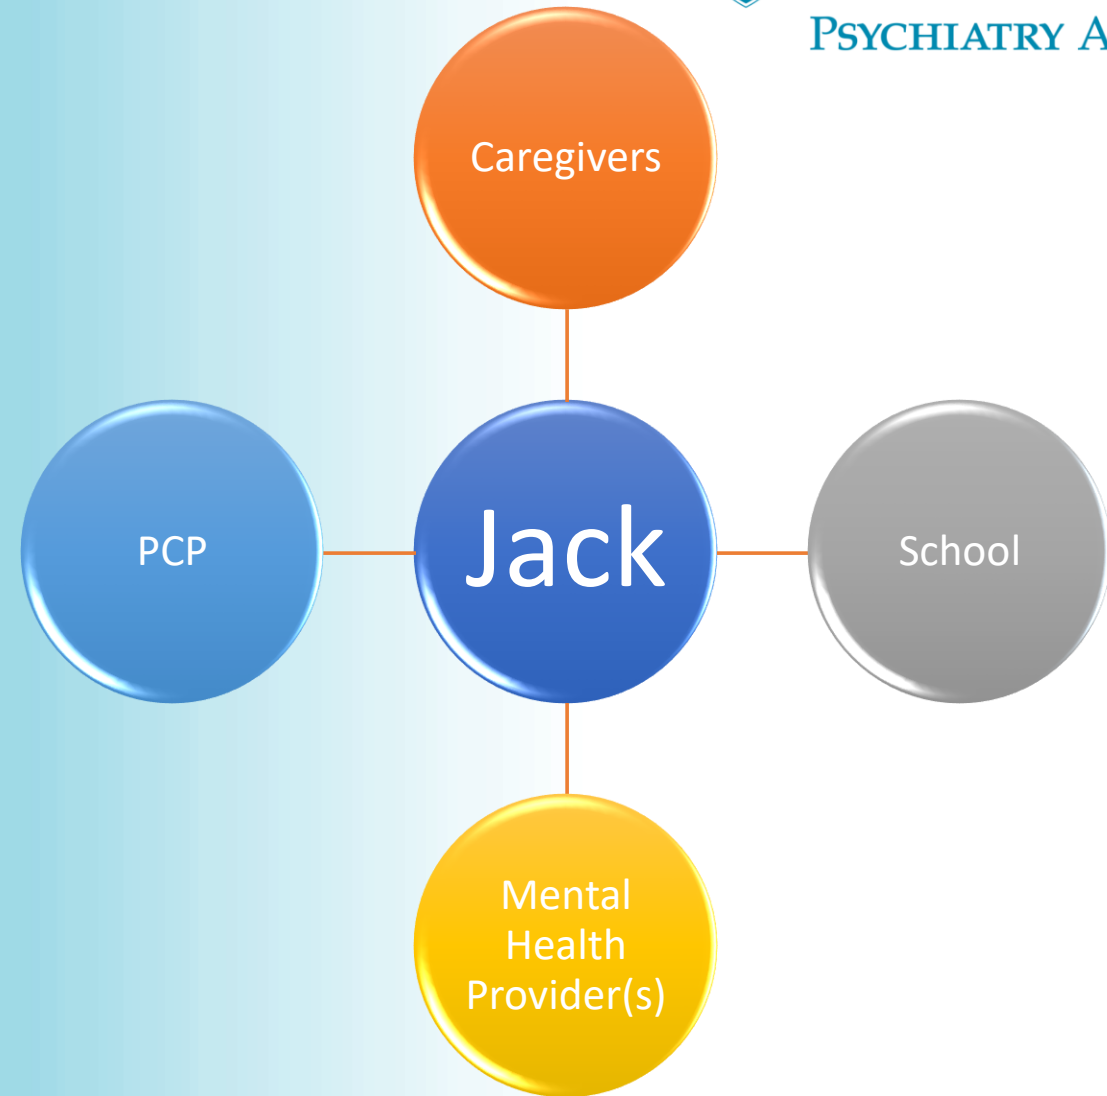 PSYCHIATRY A
Caregivers
PCP
Jack
School
Mental
Health
Provider(s)